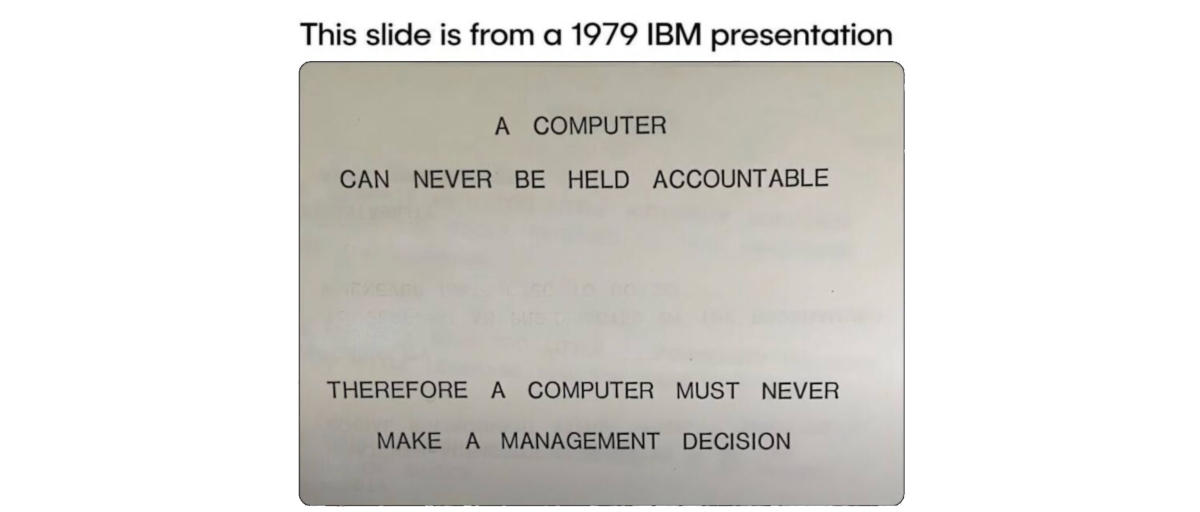 This slide is from a 1979 IBM presentation
A COMPUTER
CAN NEVER BE HELD ACCOUNTABLE
THEREFORE A COMPUTER MUST NEVER
MAKE A MANAGEMENT DECISION